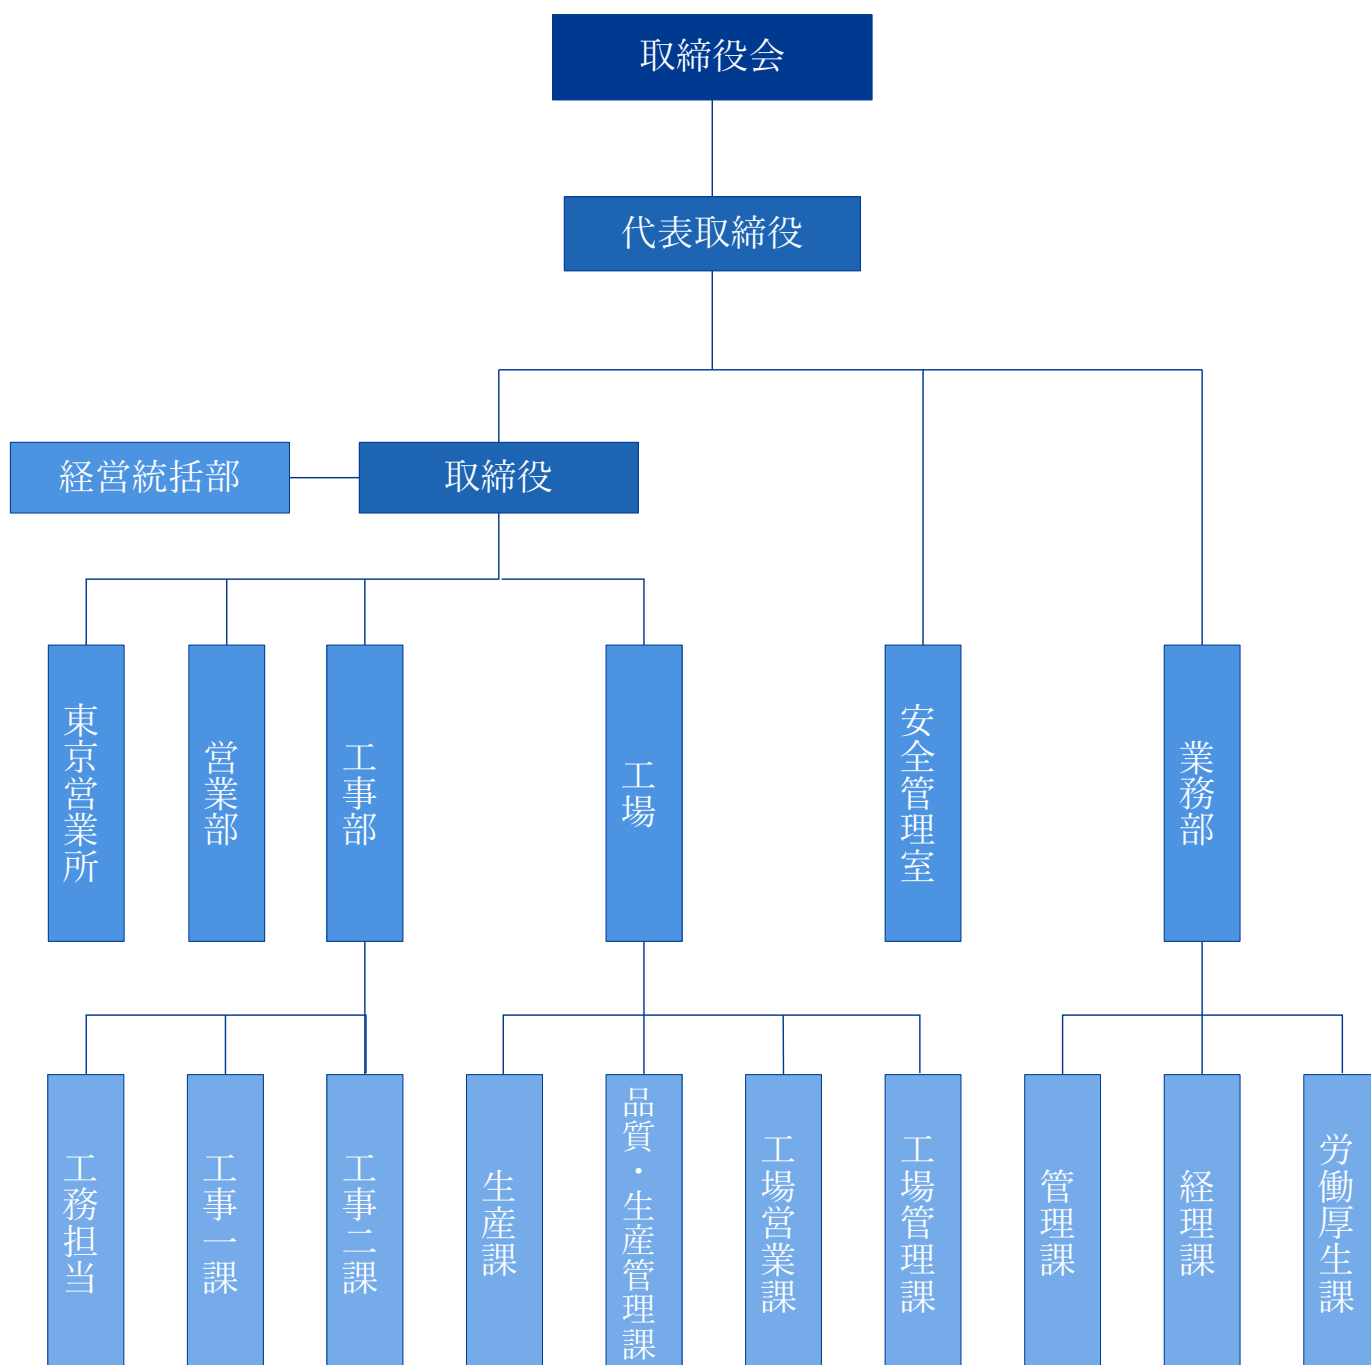 取締役会
代表取締役
経営統括部
取締役
東京営業所
営業部
工事部
工場
安全管理室
業務部
工務担当
工事一課
工事二課
生産課
品質・生産管理課
工場営業課
工場管理課
管理課
経理課
労働厚生課